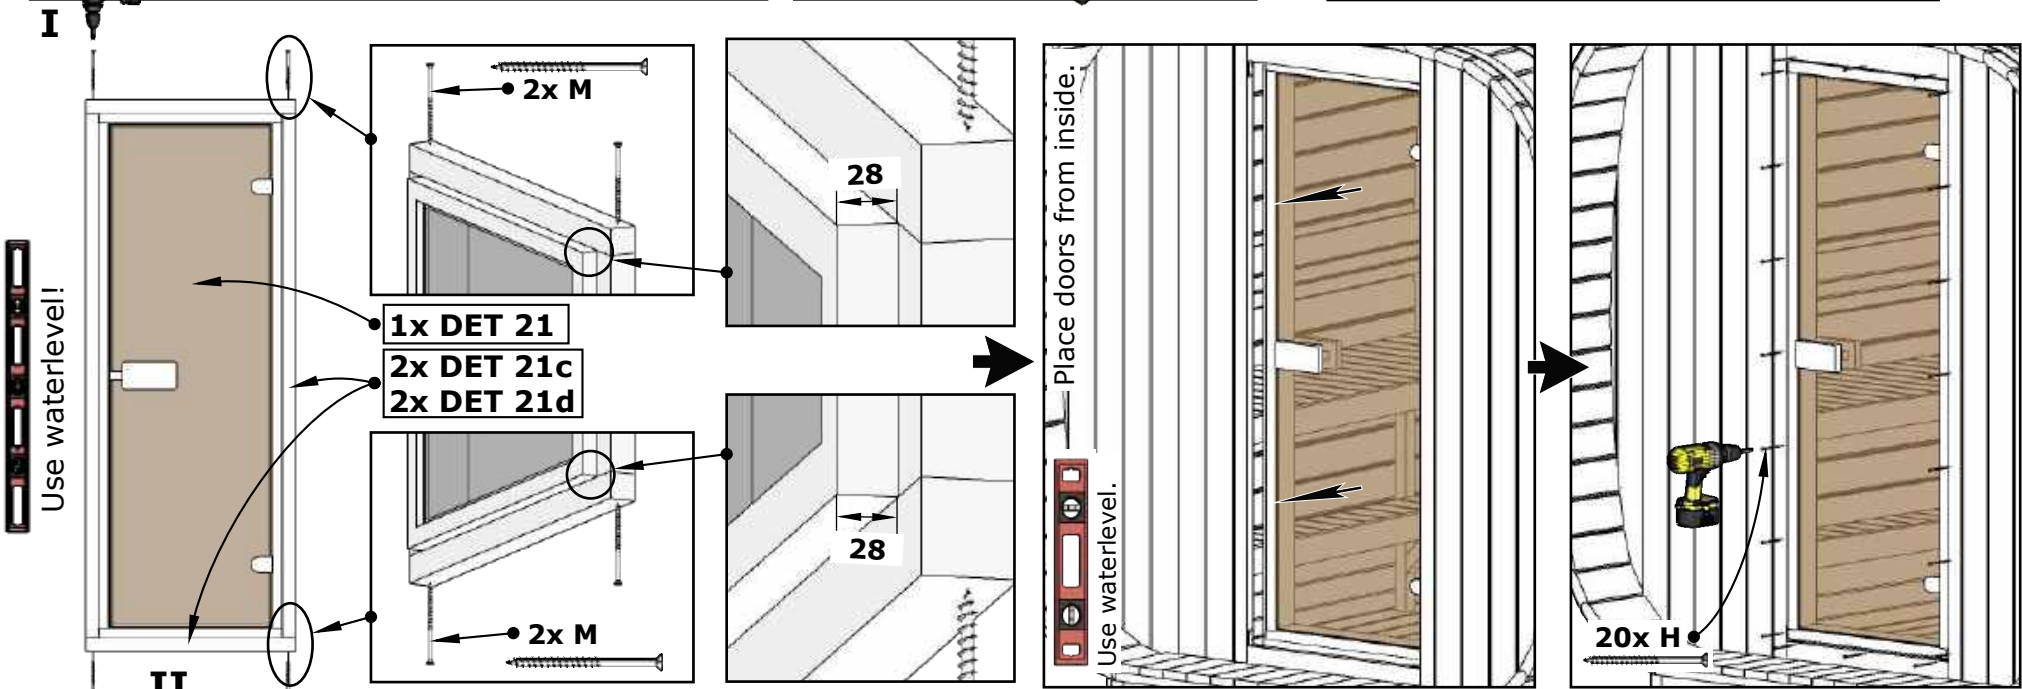 I
2x M
28
1x DET 21
2x DET 21c
2x DET 21d
Use waterlevel!
2x M
28
II
Place doors from inside.
Use waterlevel.
20x H